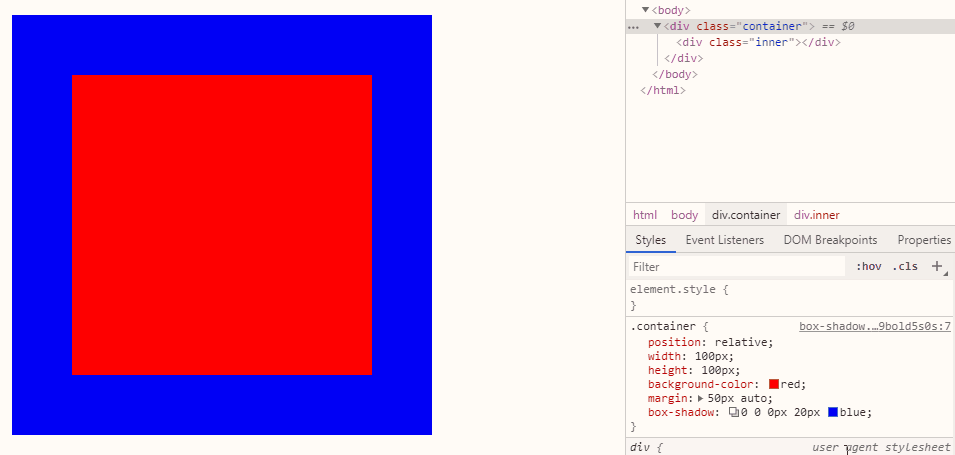 ▼<body>
… ▼<div class="container"> == $0
<div class="inner"></div>
</div>
</body>
</html>
html body div.container div.inner
Styles Event Listeners DOM Breakpoints Properties
Filter :hov .cls +
element.style {
}
.container { box-shadow.…9bold5s0s:7
position: relative;
width: 100px;
height: 100px;
background-color: red;
margin: ▶50px auto;
box-shadow: 0 0 0px 20px blue;
}
div { user agent stylesheet